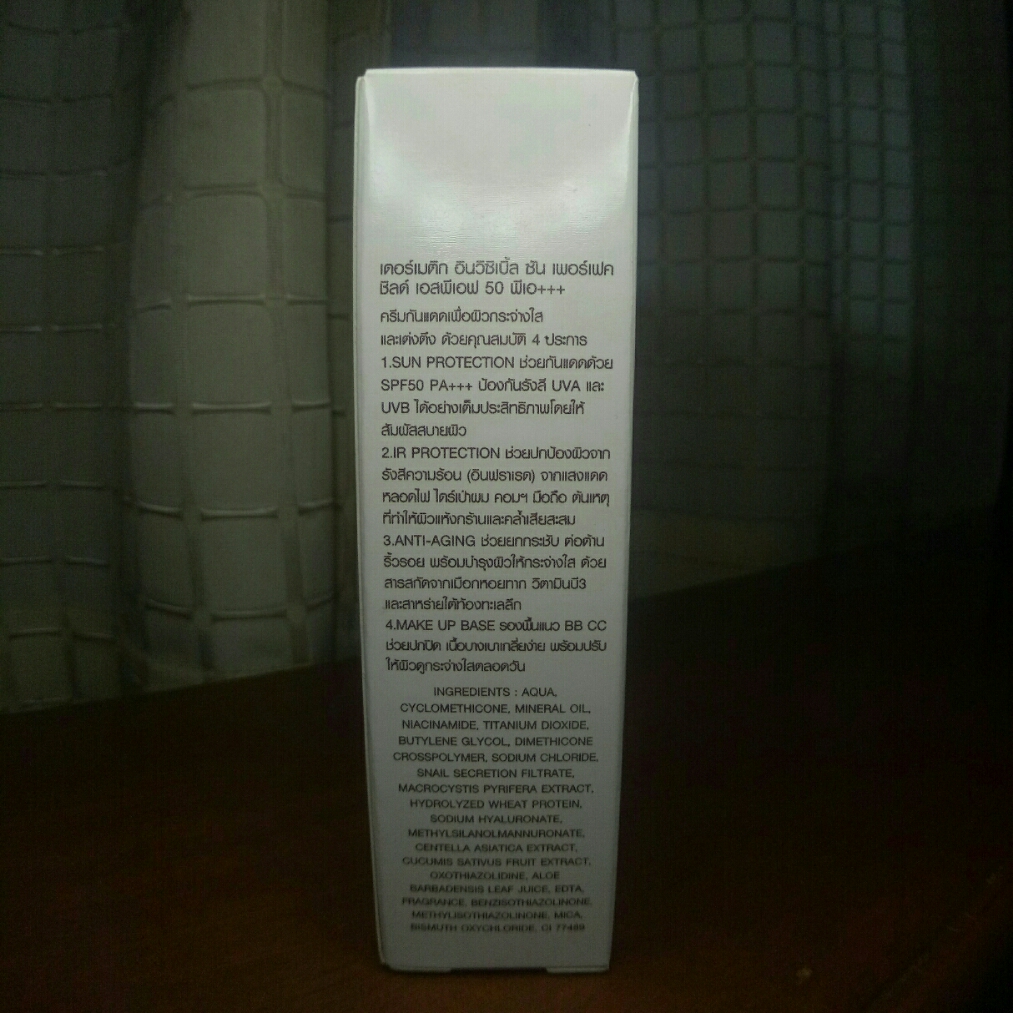 เดอร์เมติก อินวิซิเบิ้ล ซัน เพอร์เฟค
ชิลด์ เอสพีเอฟ 50 พีเอ+++
ครีมกันแดดเพื่อผิวกระจ่างใส
และเต่งตึง ด้วยคุณสมบัติ 4 ประการ
1.SUN PROTECTION ช่วยกันแดดด้วย
SPF50 PA+++ ป้องกันรังสี UVA และ
UVB ได้อย่างเต็มประสิทธิภาพโดยให้
สัมผัสสบายผิว
2.IR PROTECTION ช่วยปกป้องผิวจาก
รังสีความร้อน (อินฟราเรด) จากแสงแดด
หลอดไฟ ไดร์เป่าผม คอมฯ มือถือ ต้นเหตุ
ที่ทำให้ผิวแห้งกร้านและคล้ำเสียสะสม
3.ANTI-AGING ช่วยยกกระชับ ต่อต้าน
ริ้วรอย พร้อมบำรุงผิวให้กระจ่างใส ด้วย
สารสกัดจากเมือกหอยทาก วิตามินบี3
และสาหร่ายใต้ท้องทะเลลึก
4.MAKE UP BASE รองพื้นแนว BB CC
ช่วยปกปิด เนื้อบางเบาเกลี่ยง่าย พร้อมปรับ
ให้ผิวดูกระจ่างใสตลอดวัน
INGREDIENTS : AQUA,
CYCLOMETHICONE, MINERAL OIL,
NIACINAMIDE, TITANIUM DIOXIDE,
BUTYLENE GLYCOL, DIMETHICONE
CROSSPOLYMER, SODIUM CHLORIDE,
SNAIL SECRETION FILTRATE,
MACROCYSTIS PYRIFERA EXTRACT,
HYDROLYZED WHEAT PROTEIN,
SODIUM HYALURONATE,
METHYLSILANOLMANNURONATE,
CENTELLA ASIATICA EXTRACT,
CUCUMIS SATIVUS FRUIT EXTRACT,
OXOTHIAZOLIDINE, ALOE
BARBADENSIS LEAF JUICE, EDTA,
FRAGRANCE, BENZISOTHIAZOLINONE,
METHYLISOTHIAZOLINONE, MICA,
BISMUTH OXYCHLORIDE, CI 77499